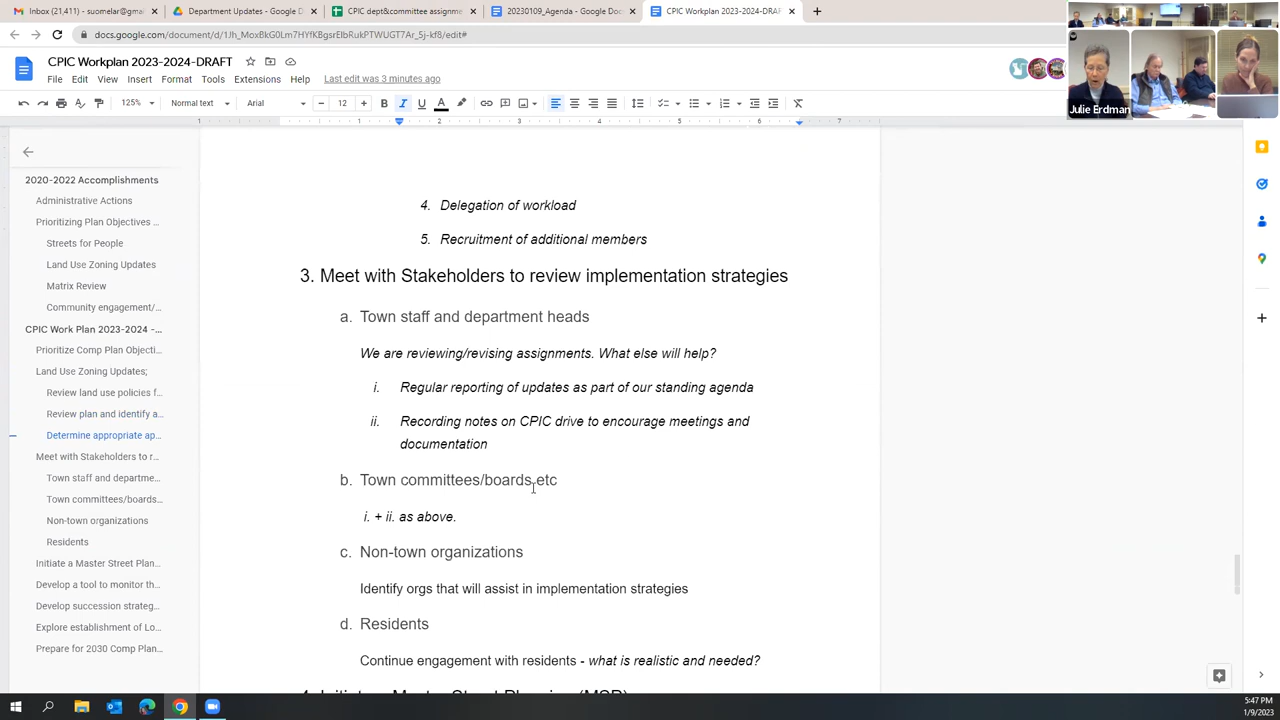 Inbox (21,411) - suomelar@gmai
Department Updates - Google D
CPIC dept&committee assignme
20230109_Agenda - Google Doc
CPIC Workplan 2023-2024-DRAF
CPIC Workplan 2023-2024-DRAFT
File Edit View Insert Format Tools Extensions Help
Last edit was 3 minutes ago
125% Normal text Arial 12
Julie Erdman
1 2 3 4 5 6 7
2020-2022 Accomplishments
Administrative Actions
Prioritizing Plan Objectives ...
Streets for People
Land Use Zoning Updates
Matrix Review
Community engagement/...
CPIC Work Plan 2023-2024 -...
Prioritize Comp Plan Objecti...
Land Use Zoning Updates;
Review land use policies f...
Review plan and identify a...
Determine appropriate ap...
Meet with Stakeholders to r...
Town staff and departme...
Town committees/boards...
Non-town organizations
Residents
Initiate a Master Street Plan...
Develop a tool to monitor th...
Develop succession strateg...
Explore establishment of Lo...
Prepare for 2030 Comp Plan...
4. Delegation of workload
5. Recruitment of additional members
3. Meet with Stakeholders to review implementation strategies
a. Town staff and department heads
We are reviewing/revising assignments. What else will help?
i. Regular reporting of updates as part of our standing agenda
ii. Recording notes on CPIC drive to encourage meetings and
documentation
b. Town committees/boards,etc
i. + ii. as above.
c. Non-town organizations
Identify orgs that will assist in implementation strategies
d. Residents
Continue engagement with residents - what is realistic and needed?
5:47 PM
1/9/2023